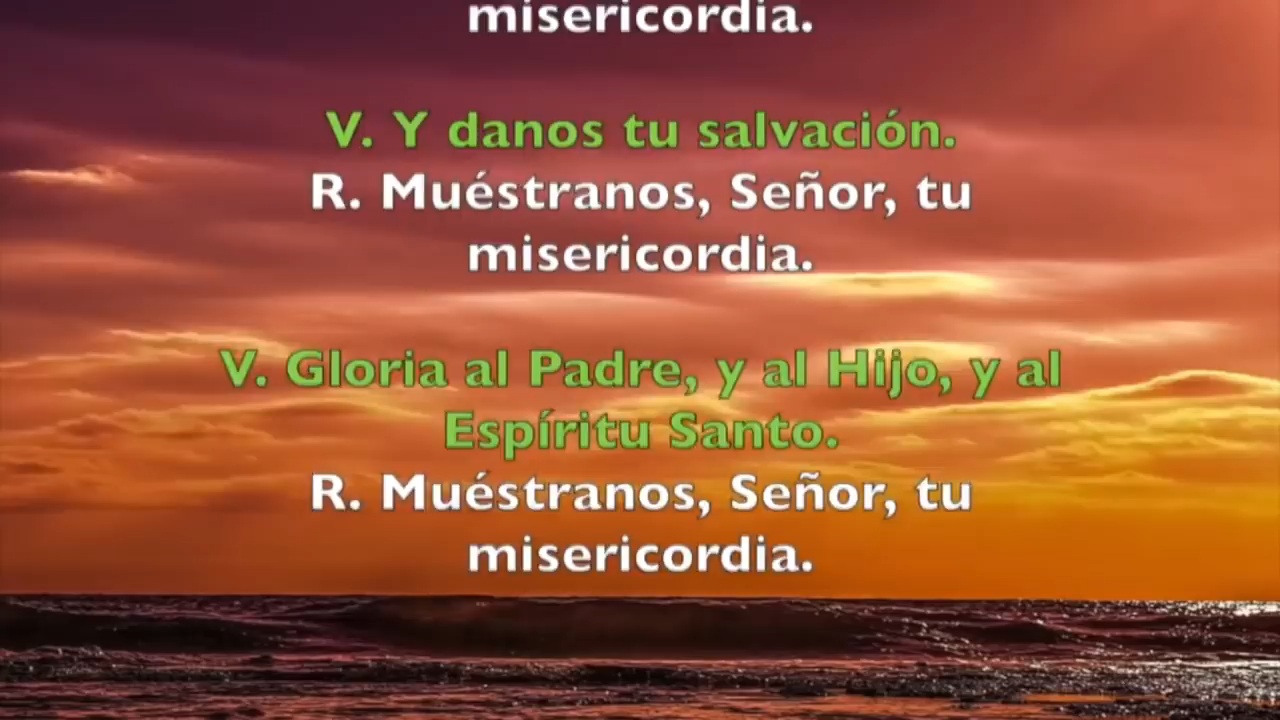 misericordia.
V. Y danos tu salvación.
R. Muéstranos, Señor, tu
misericordia.
V. Gloria al Padre, y al Hijo, y al
Espíritu Santo.
R. Muéstranos, Señor, tu
misericordia.